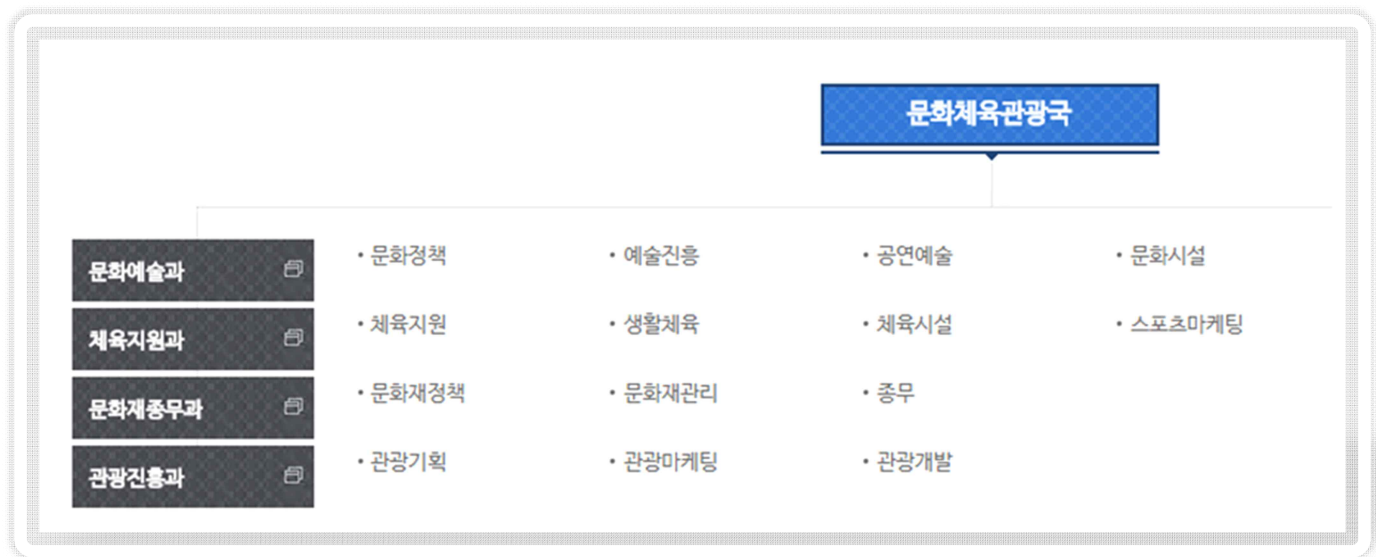 문화체육관광국
문화예술과 • 문화정책 • 예술진흥 • 공연예술 • 문화시설
체육지원과 • 체육지원 • 생활체육 • 체육시설 • 스포츠마케팅
문화재종무과 • 문화재정책 • 문화재관리 • 종무
관광진흥과 • 관광기획 • 관광마케팅 • 관광개발